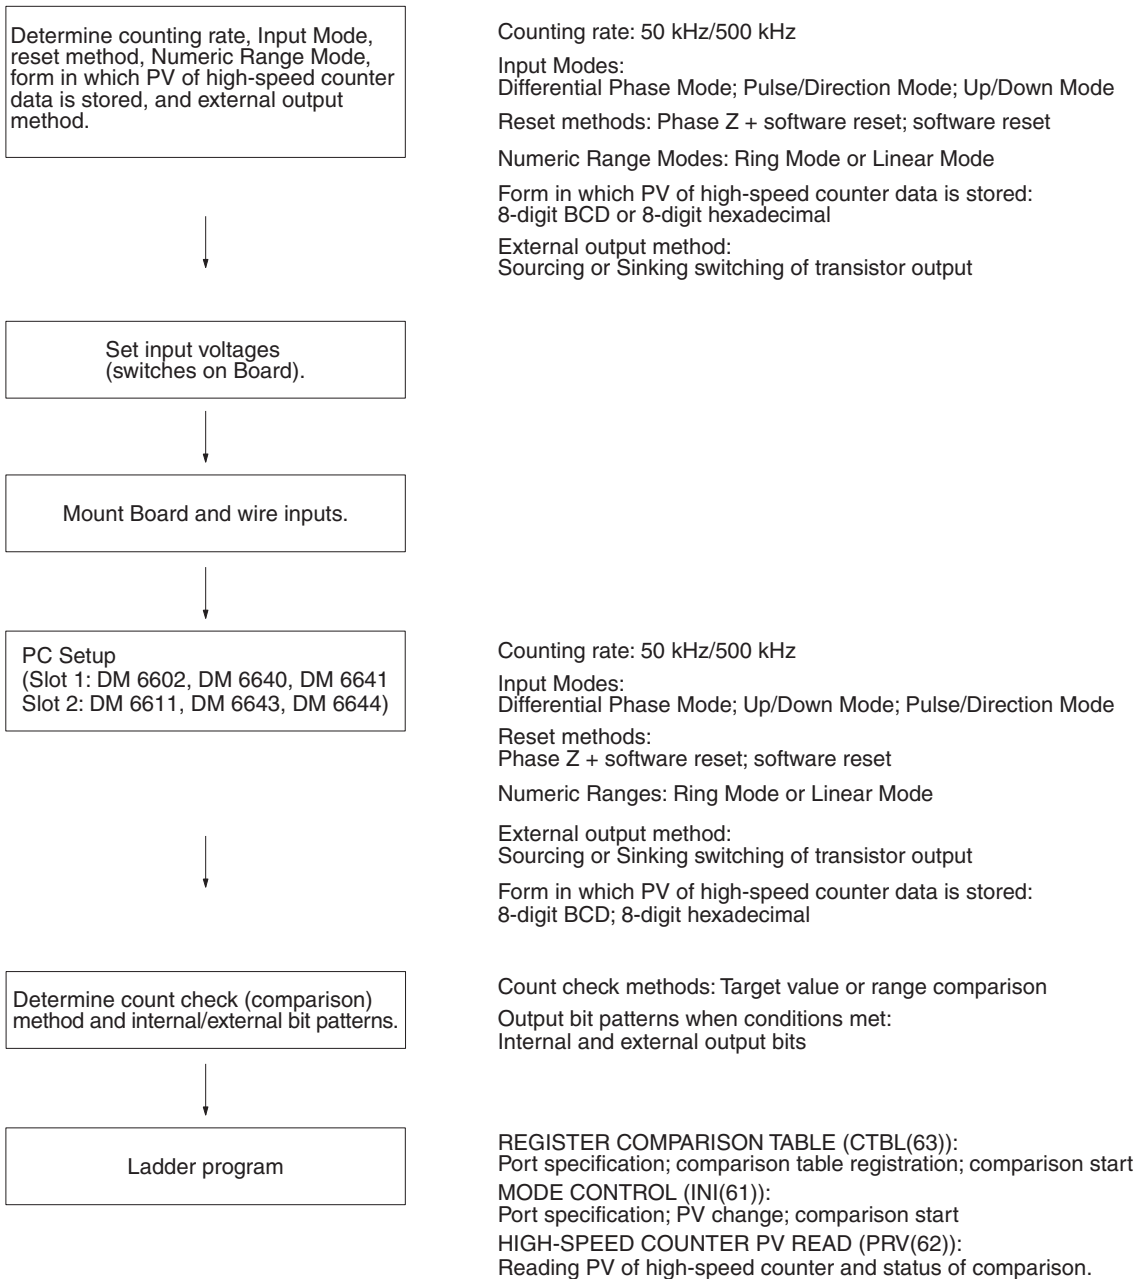 Determine counting rate, Input Mode,
reset method, Numeric Range Mode,
form in which PV of high-speed counter
data is stored, and external output
method.
Counting rate: 50 kHz/500 kHz
Input Modes:
Differential Phase Mode; Pulse/Direction Mode; Up/Down Mode
Reset methods: Phase Z + software reset; software reset
Numeric Range Modes: Ring Mode or Linear Mode
Form in which PV of high-speed counter data is stored:
8-digit BCD or 8-digit hexadecimal
External output method:
Sourcing or Sinking switching of transistor output
Set input voltages
(switches on Board).
Mount Board and wire inputs.
PC Setup
(Slot 1: DM 6602, DM 6640, DM 6641
Slot 2: DM 6611, DM 6643, DM 6644)
Counting rate: 50 kHz/500 kHz
Input Modes:
Differential Phase Mode; Up/Down Mode; Pulse/Direction Mode
Reset methods:
Phase Z + software reset; software reset
Numeric Ranges: Ring Mode or Linear Mode
External output method:
Sourcing or Sinking switching of transistor output
Form in which PV of high-speed counter data is stored:
8-digit BCD; 8-digit hexadecimal
Determine count check (comparison)
method and internal/external bit patterns.
Count check methods: Target value or range comparison
Output bit patterns when conditions met:
Internal and external output bits
Ladder program
REGISTER COMPARISON TABLE (CTBL(63)):
Port specification; comparison table registration; comparison start
MODE CONTROL (INI(61)):
Port specification; PV change; comparison start
HIGH-SPEED COUNTER PV READ (PRV(62)):
Reading PV of high-speed counter and status of comparison.